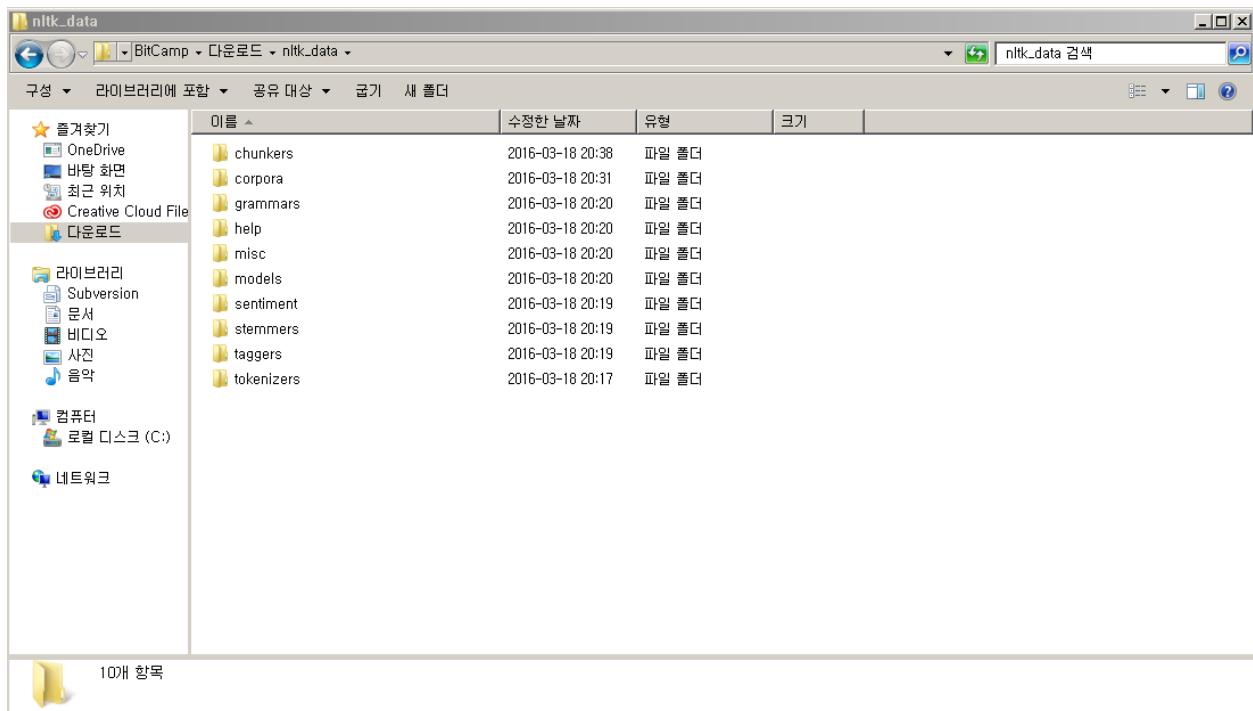 nltk_data
BitCamp 다운로드 nltk_data
nltk_data 검색
구성 라이브러리에 포함 공유 대상 굽기 새 폴더
즐겨찾기
OneDrive
바탕 화면
최근 위치
Creative Cloud File
다운로드
라이브러리
Subversion
문서
비디오
사진
음악
컴퓨터
로컬 디스크 (C:)
네트워크
이름 수정한 날짜 유형 크기
chunkers 2016-03-18 20:38 파일 폴더
corpora 2016-03-18 20:31 파일 폴더
grammars 2016-03-18 20:20 파일 폴더
help 2016-03-18 20:20 파일 폴더
misc 2016-03-18 20:20 파일 폴더
models 2016-03-18 20:20 파일 폴더
sentiment 2016-03-18 20:19 파일 폴더
stemmers 2016-03-18 20:19 파일 폴더
taggers 2016-03-18 20:19 파일 폴더
tokenizers 2016-03-18 20:17 파일 폴더
10개 항목